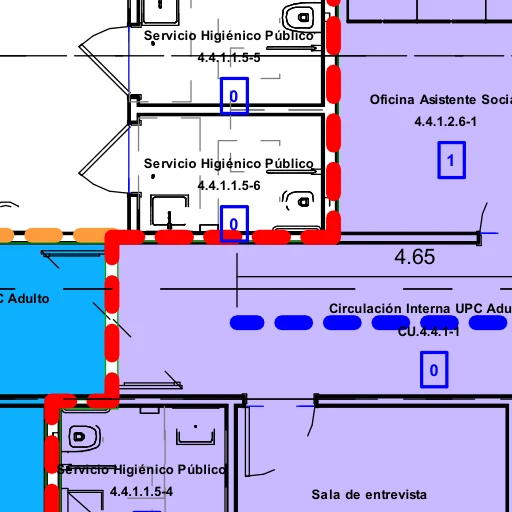 Servicio Higiénico Público
4.4.1.1.5-5
0
Oficina Asistente Socia
4.4.1.2.6-1
1
Servicio Higiénico Público
4.4.1.1.5-6
0
4.65
C Adulto
Circulación Interna UPC Adu
CU.4.4.1-1
0
Servicio Higiénico Público
4.4.1.1.5-4
Sala de entrevista